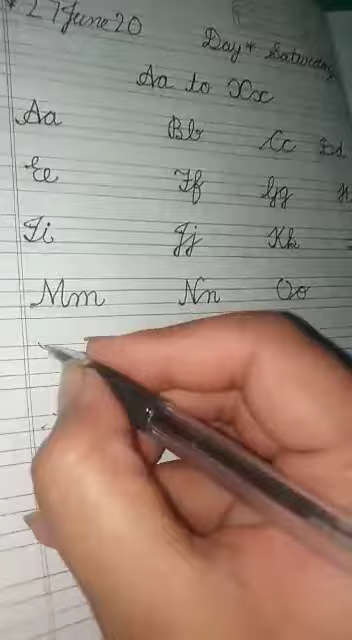 27 June 20 Day * Saturday
Aa to Xx
Aa Bb Cc Dd
Ee Ff Gg
Ii Jj Kk
Mm Nn Oo